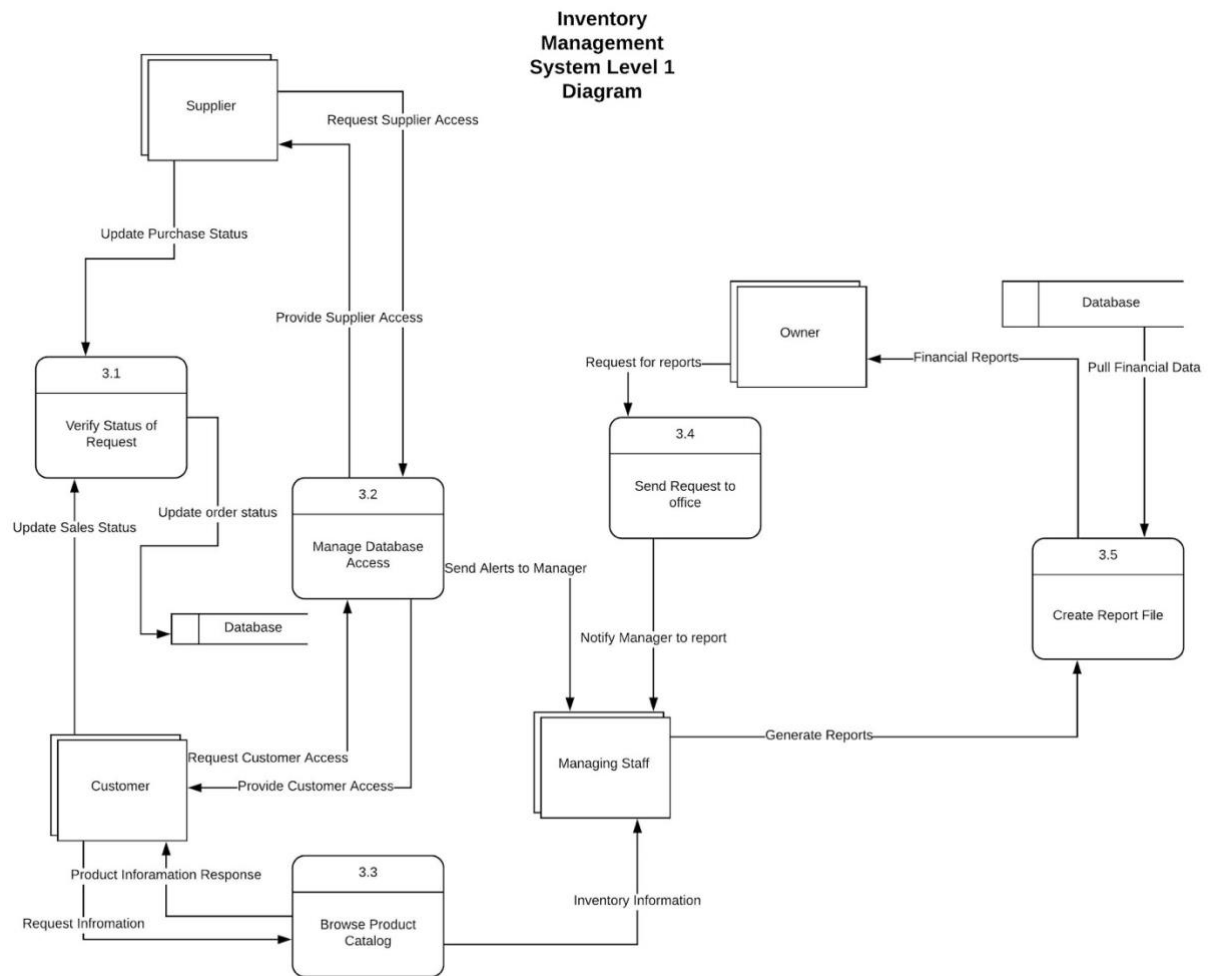 Inventory
Management
System Level 1
Diagram
Supplier
Request Supplier Access
Update Purchase Status
Provide Supplier Access
Owner
Database
Request for reports
Financial Reports
Pull Financial Data
3.1
Verify Status of
Request
3.4
Send Request to
office
3.2
Manage Database
Access
Update order status
Update Sales Status
Send Alerts to Manager
3.5
Create Report File
Database
Notify Manager to report
Request Customer Access
Generate Reports
Customer
Provide Customer Access
Managing Staff
Product Inforamation Response
3.3
Browse Product
Catalog
Inventory Information
Request Infromation